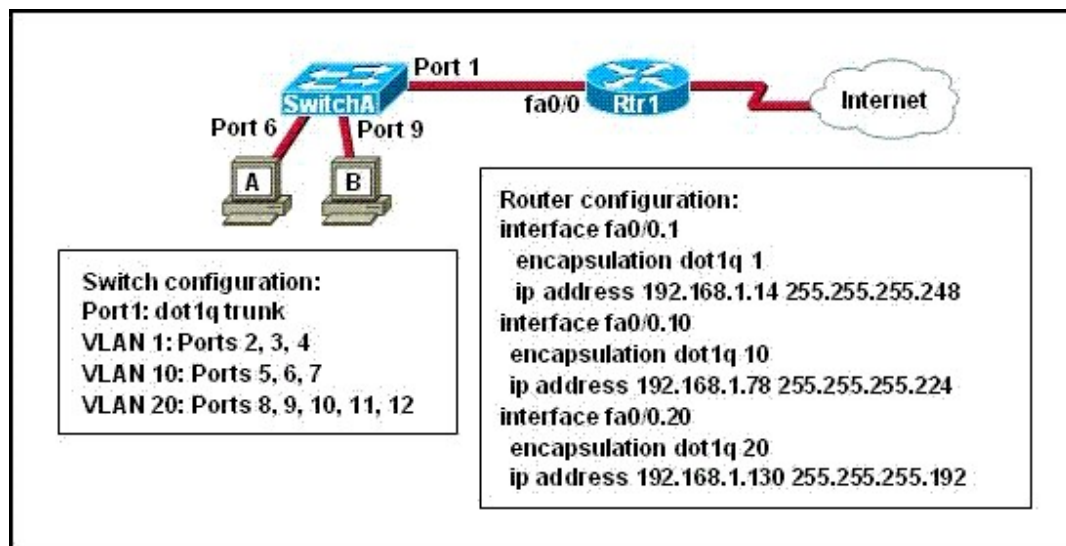 Port 1
SwitchA
fa0/0
Rtr1
Internet
Port 6
Port 9
A
B
Switch configuration:
Port1: dot1q trunk
VLAN 1: Ports 2, 3, 4
VLAN 10: Ports 5, 6, 7
VLAN 20: Ports 8, 9, 10, 11, 12
Router configuration:
interface fa0/0.1
encapsulation dot1q 1
ip address 192.168.1.14 255.255.255.248
interface fa0/0.10
encapsulation dot1q 10
ip address 192.168.1.78 255.255.255.224
interface fa0/0.20
encapsulation dot1q 20
ip address 192.168.1.130 255.255.255.192